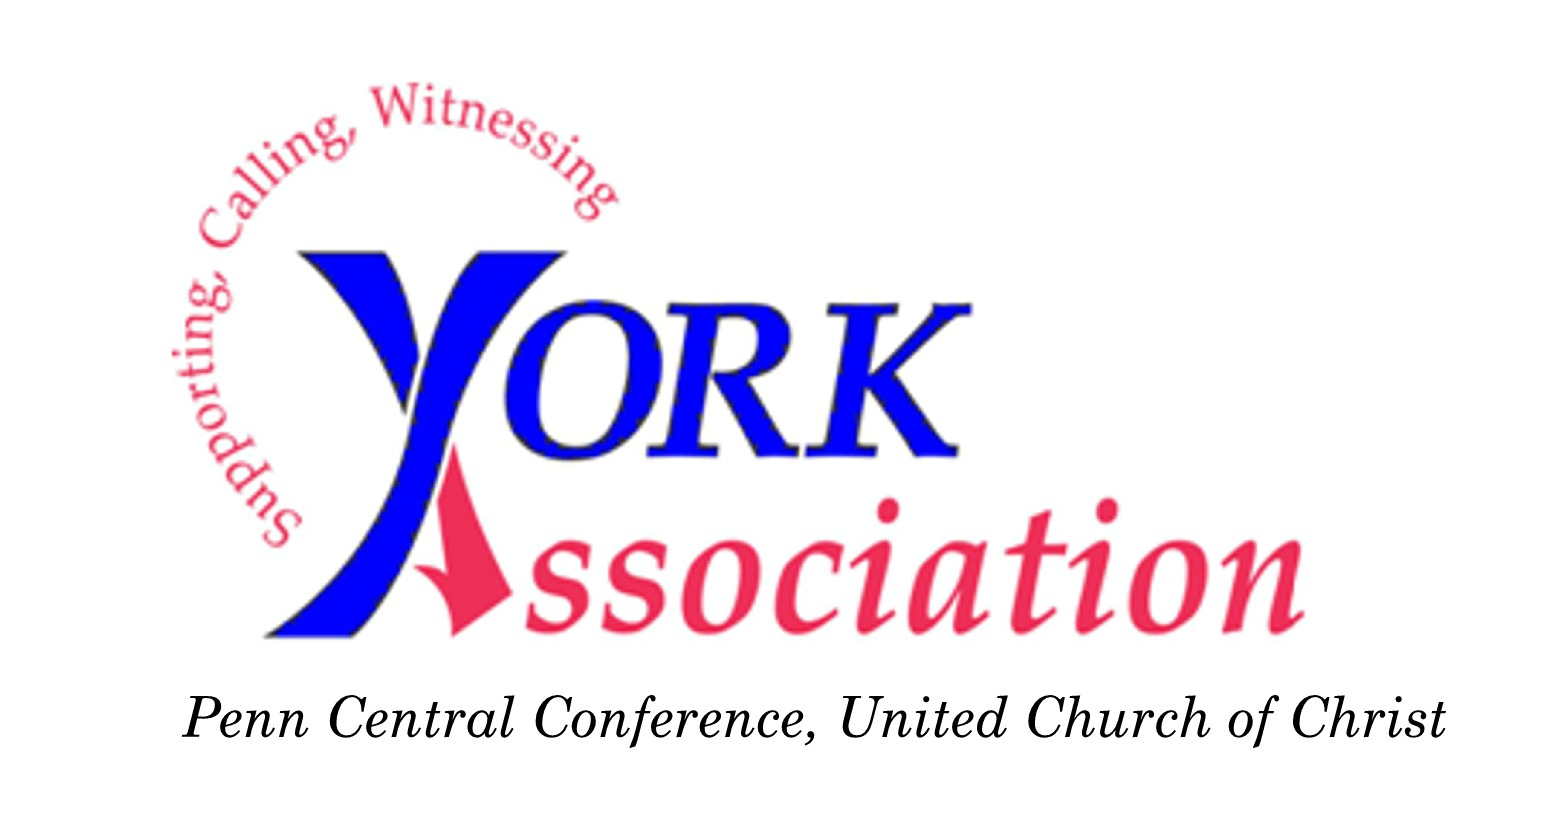 Supporting, Calling, Witnessing
YORK
Association
Penn Central Conference, United Church of Christ